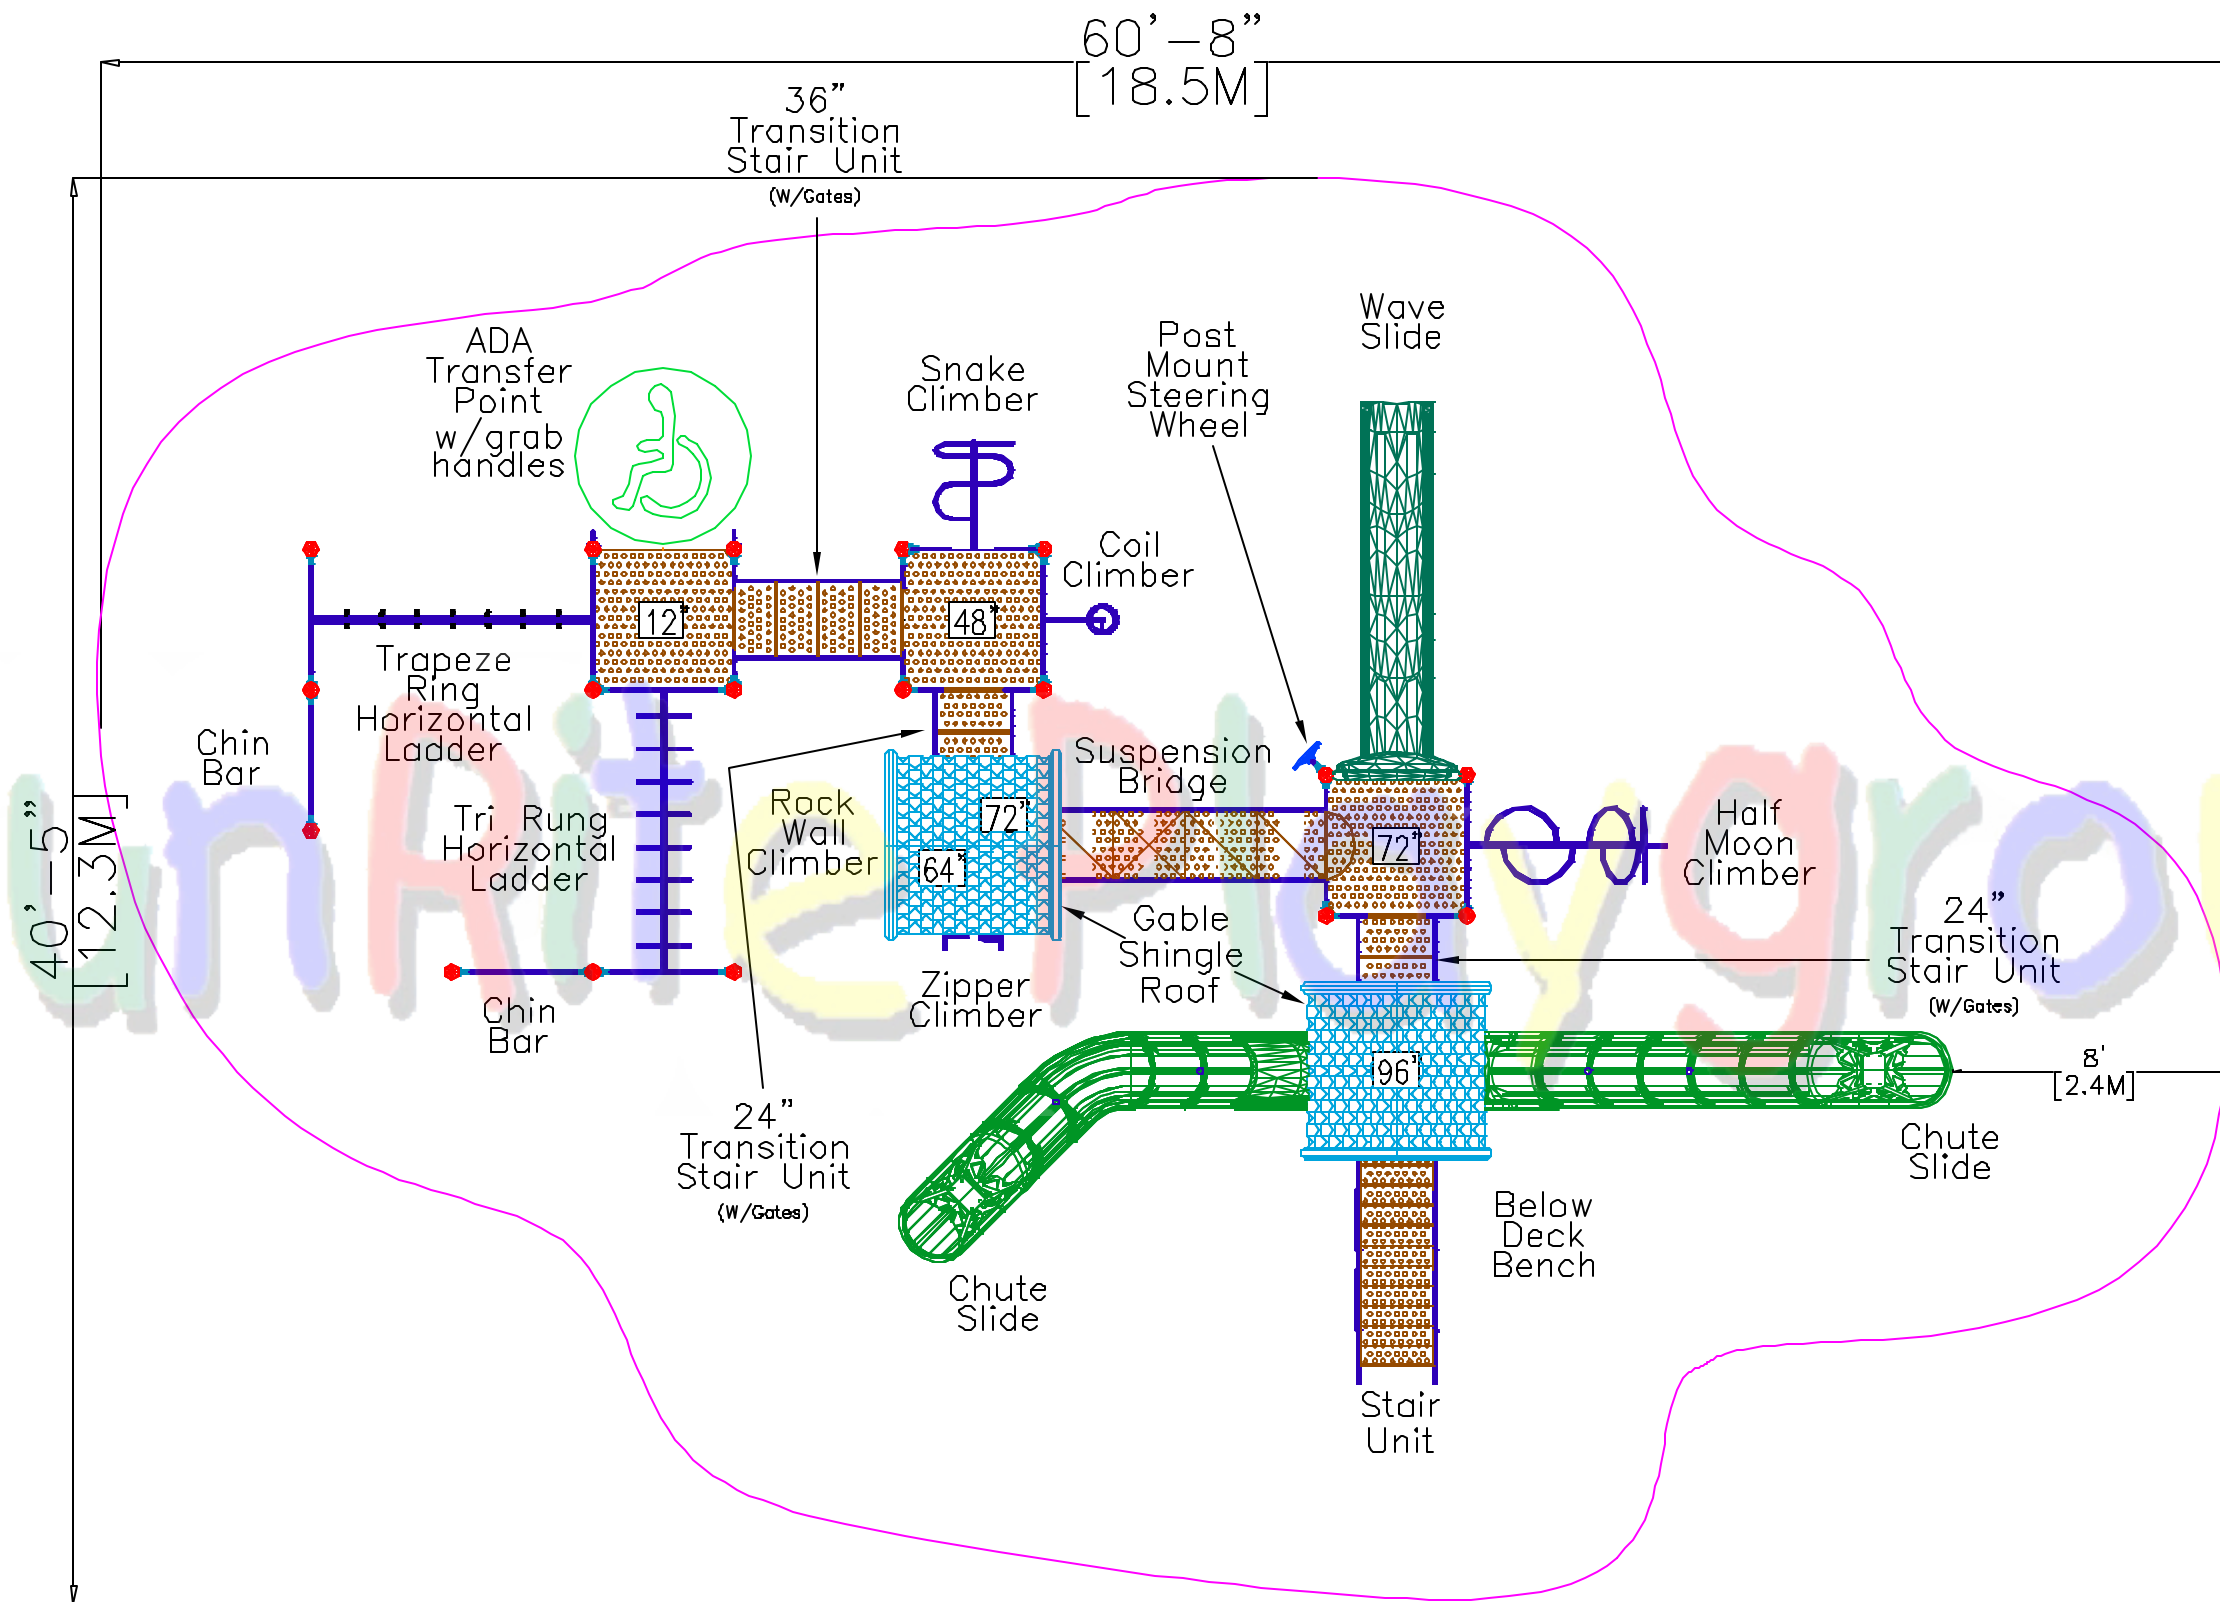 60'-8"
[18.5M]
36"
Transition
Stair Unit
(W/Gates)
Wave
Slide
ADA
Transfer
Point
w/grab
handles
Snake
Climber
Post
Mount
Steering
Wheel
Coil
Climber
12"
48"
Trapeze
Ring
Horizontal
Ladder
Chin
Bar
Suspension
Bridge
Tri Rung
Horizontal
Ladder
Rock
Wall
Climber
72"
64"
72"
Half
Moon
Climber
40'-5"
[12.3M]
Gable
Shingle
Roof
24"
Transition
Stair Unit
(W/Gates)
Zipper
Climber
Chin
Bar
96"
8'
[2.4M]
24"
Transition
Stair Unit
(W/Gates)
Chute
Slide
Below
Deck
Bench
Chute
Slide
Stair
Unit
unRitePlaygro